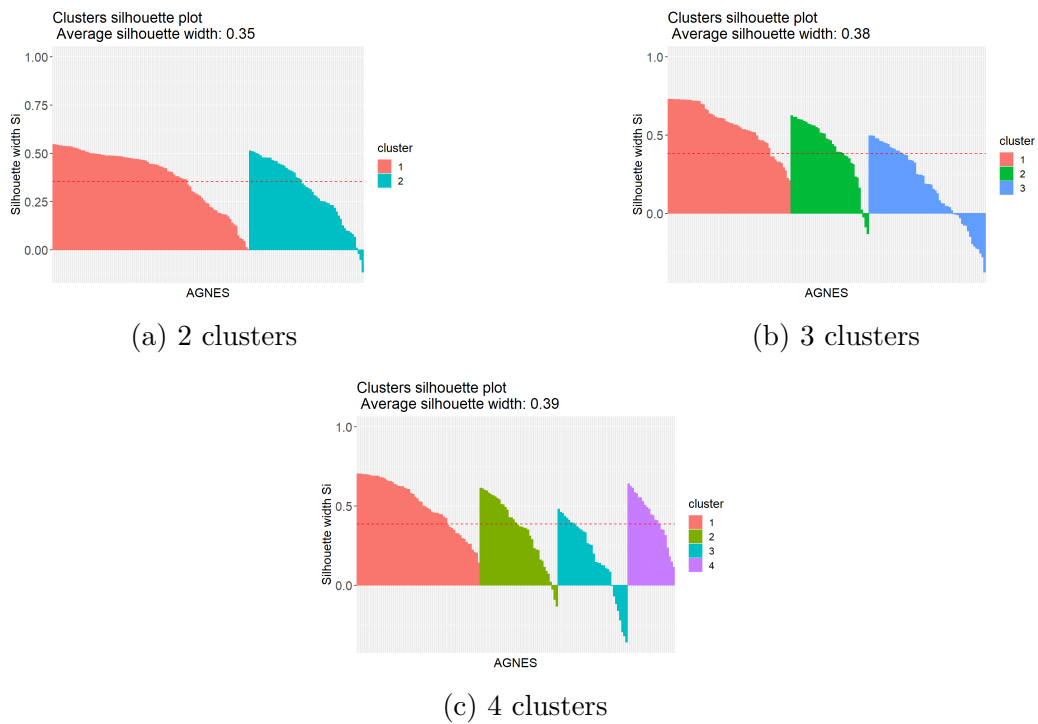 Clusters silhouette plot
Average silhouette width: 0.35
1.00
0.75
0.50
0.25
0.00
Silhouette width Si
AGNES
cluster
1
2
(a) 2 clusters
Clusters silhouette plot
Average silhouette width: 0.38
1.0
0.5
0.0
Silhouette width Si
AGNES
cluster
1
2
3
(b) 3 clusters
Clusters silhouette plot
Average silhouette width: 0.39
1.0
0.5
0.0
Silhouette width Si
AGNES
cluster
1
2
3
4
(c) 4 clusters